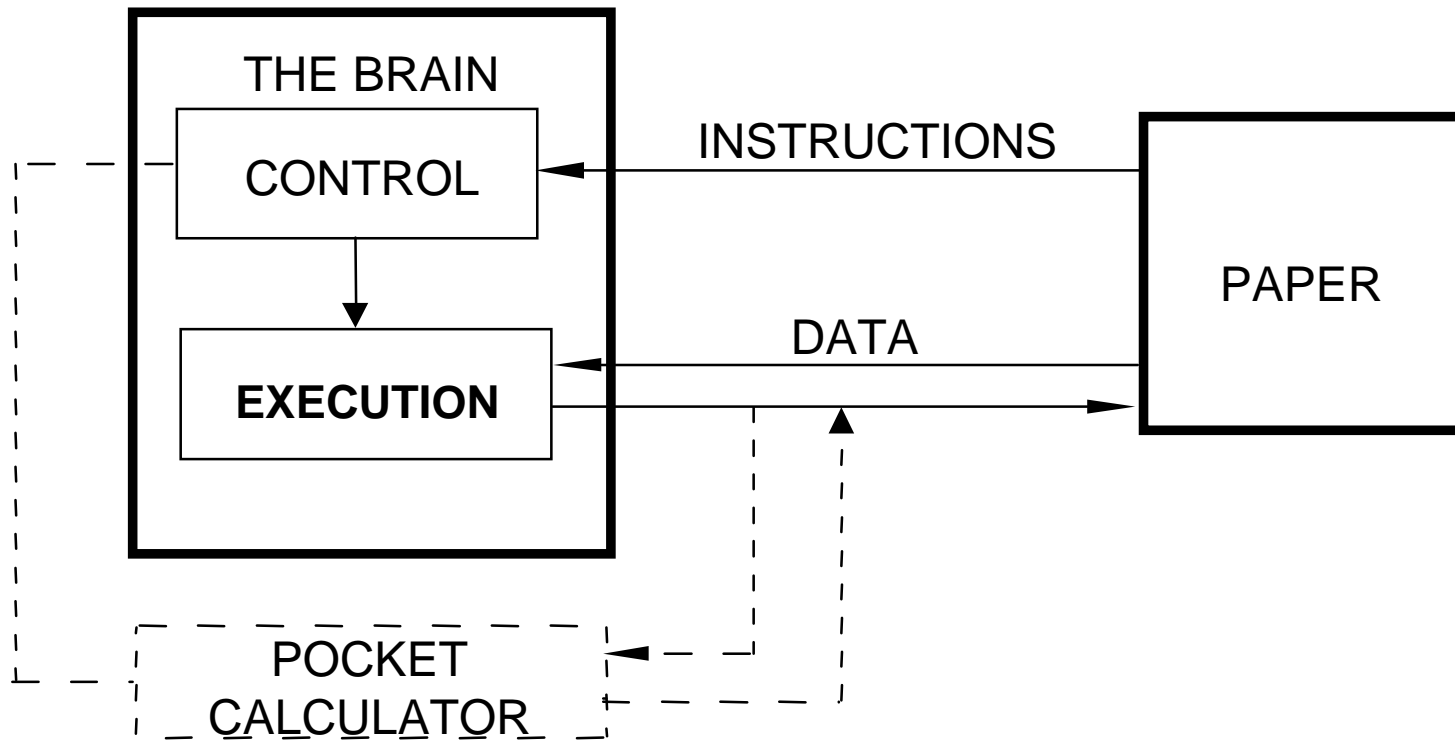 THE BRAIN
CONTROL
INSTRUCTIONS
PAPER
DATA
EXECUTION
POCKET
CALCULATOR